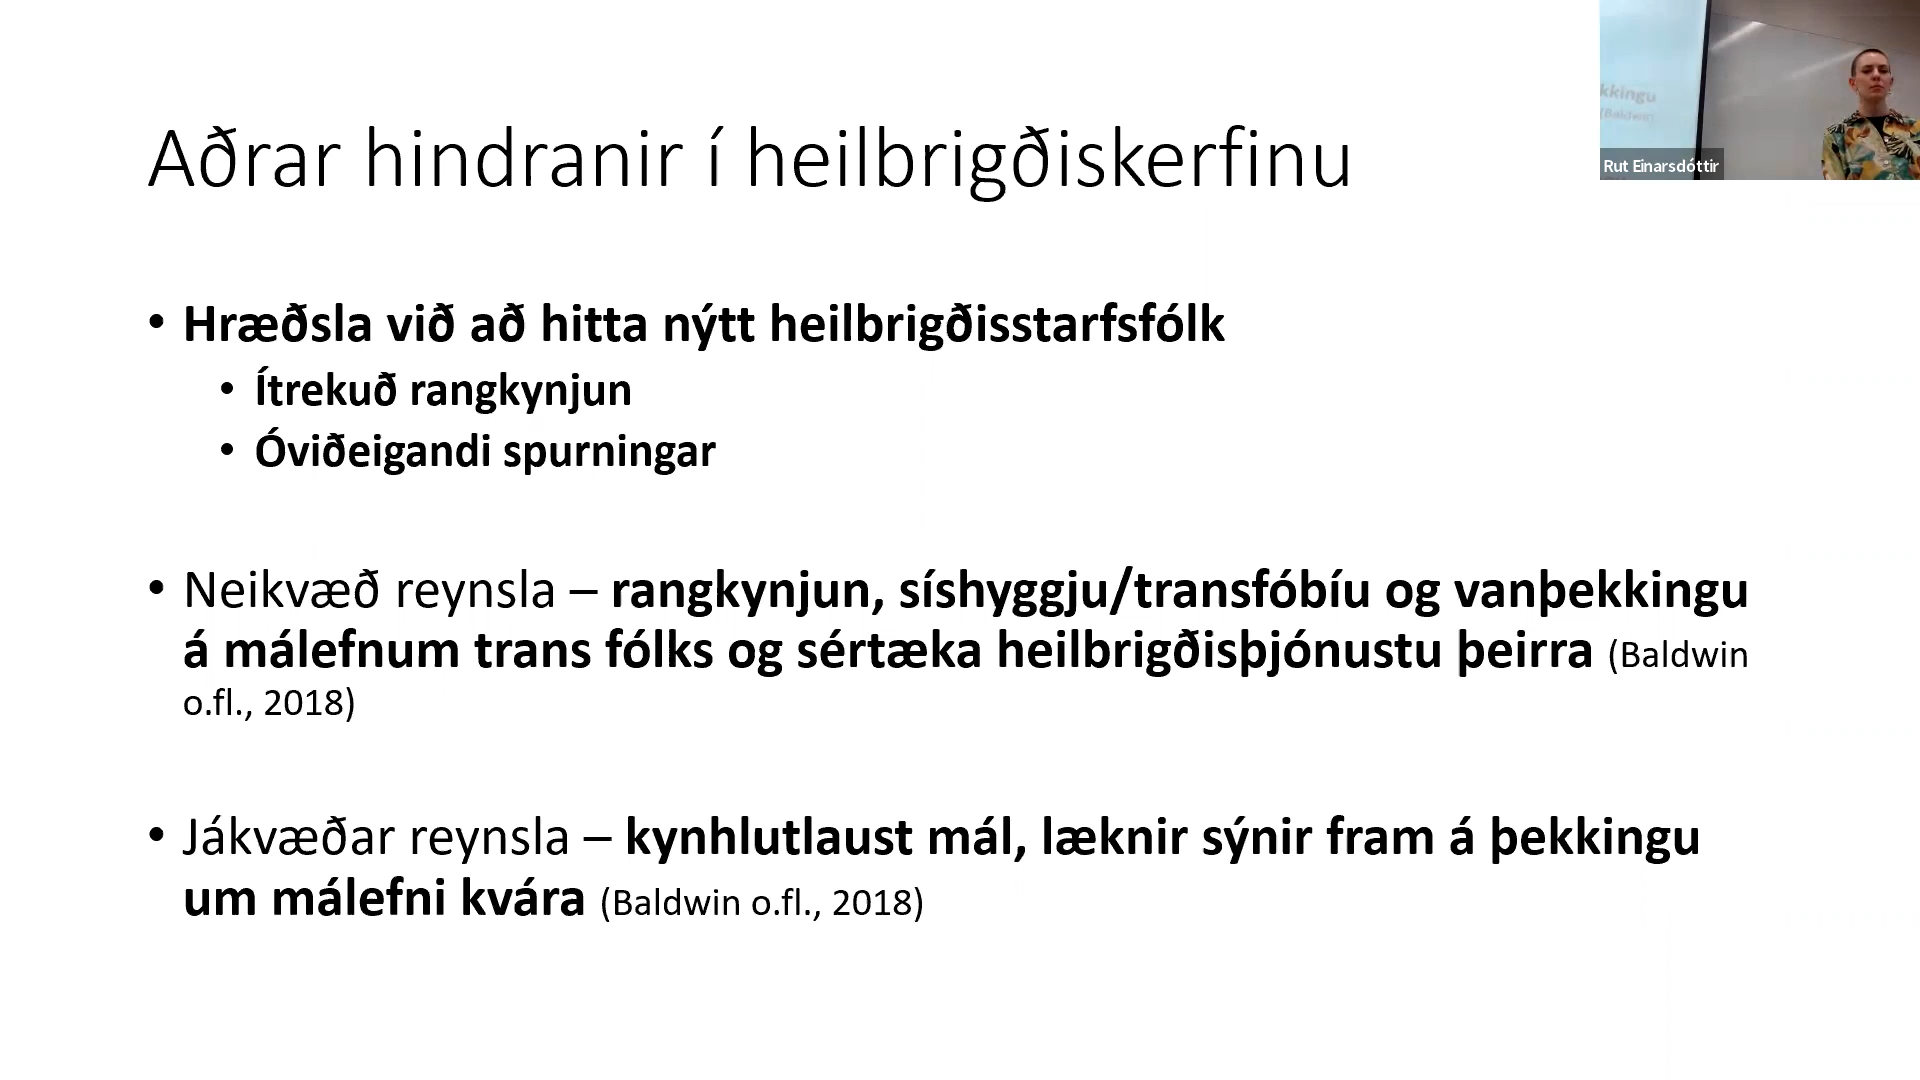 Aðrar hindranir í heilbrigðiskerfinu
• Hræðsla við að hitta nýtt heilbrigðisstarfsfólk
• Ítrekuð rangkynjun
• Óviðeigandi spurningar
• Neikvæð reynsla – rangkynjun, síshyggju/transfóbíu og vanþekkingu
á málefnum trans fólks og sértæka heilbrigðisþjónustu þeirra (Baldwin
o.fl., 2018)
• Jákvæðar reynsla – kynhlutlaust mál, læknir sýnir fram á þekkingu
um málefni kvára (Baldwin o.fl., 2018)
kkingu
(Baldwin
Rut Einarsdóttir